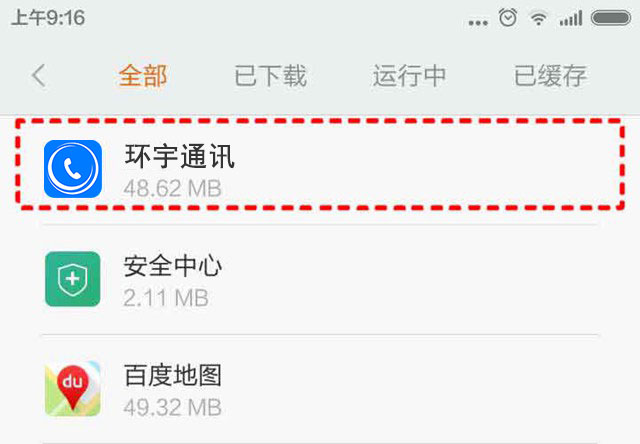 上午9:16
全部 已下载 运行中 已缓存
环宇通讯
48.62 MB
安全中心
2.11 MB
du
百度地图
49.32 MB